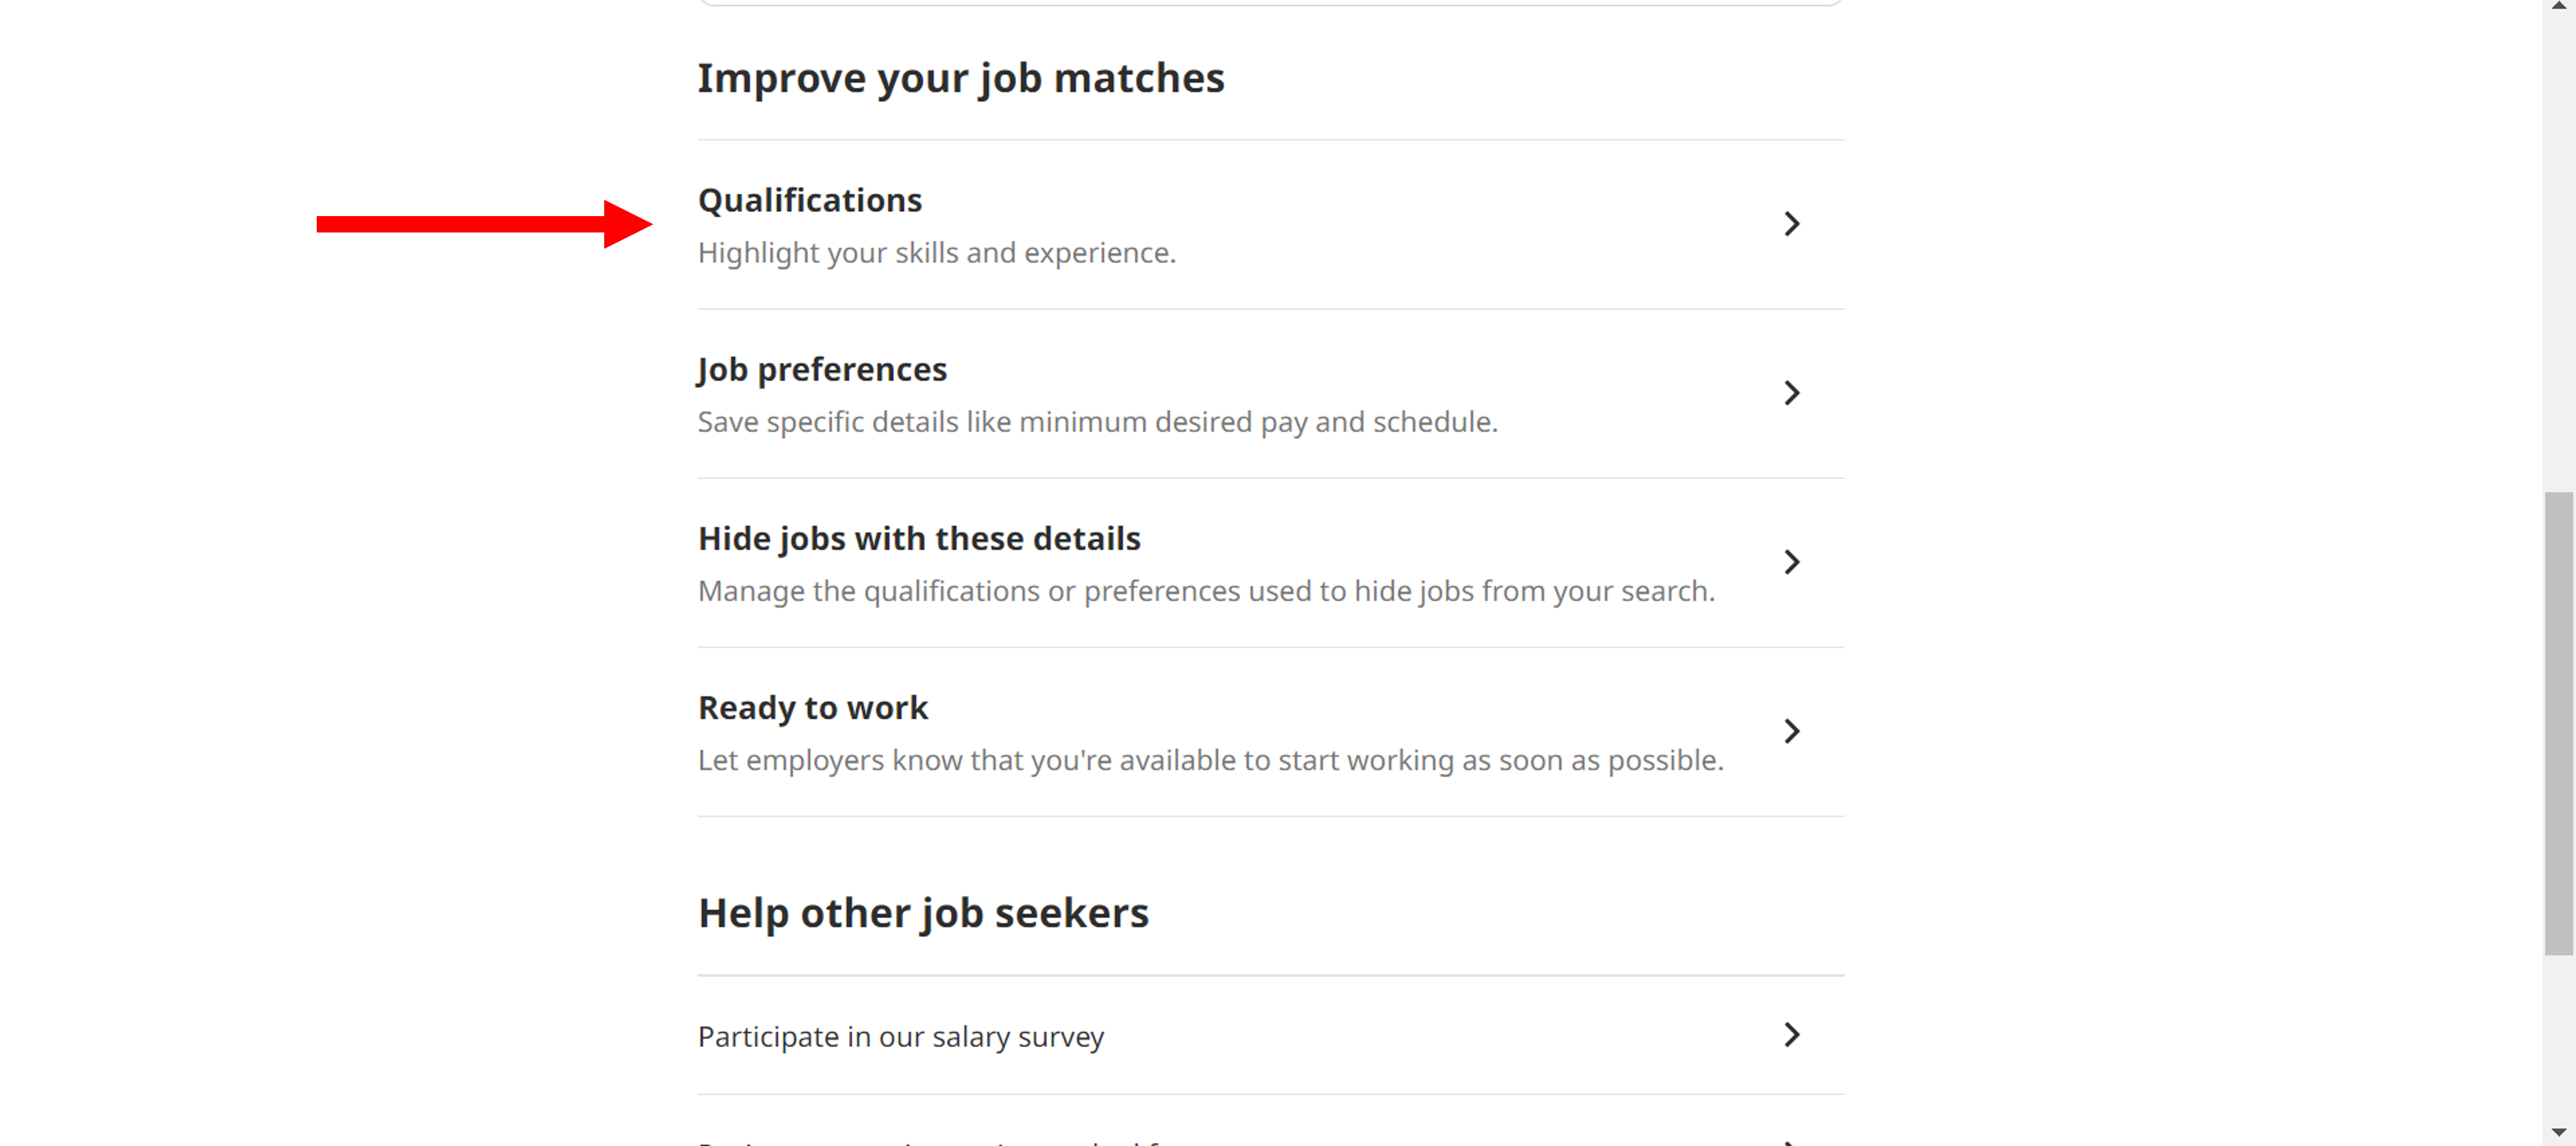 Improve your job matches
Qualifications
Highlight your skills and experience.
Job preferences
Save specific details like minimum desired pay and schedule.
Hide jobs with these details
Manage the qualifications or preferences used to hide jobs from your search.
Ready to work
Let employers know that you're available to start working as soon as possible.
Help other job seekers
Participate in our salary survey